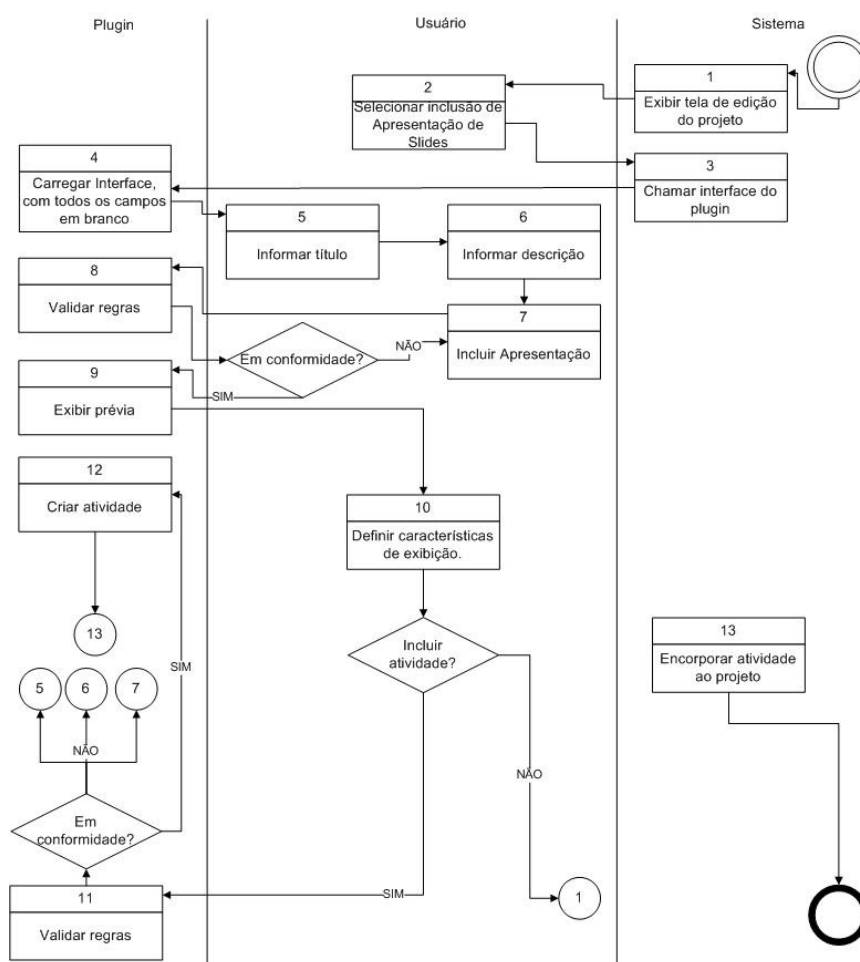 Plugin
Usuário
Sistema
1
Exibir tela de edição
do projeto
2
Selecionar inclusão de
Apresentação de
Slides
3
Chamar interface do
plugin
4
Carregar Interface,
com todos os campos
em branco
5
Informar título
6
Informar descrição
7
Incluir Apresentação
8
Validar regras
Em conformidade?
NÃO
SIM
9
Exibir prévia
10
Definir características
de exibição.
Incluir
atividade?
NÃO
1
SIM
11
Validar regras
Em
conformidade?
NÃO
5
6
7
SIM
12
Criar atividade
13
13
Encorporar atividade
ao projeto